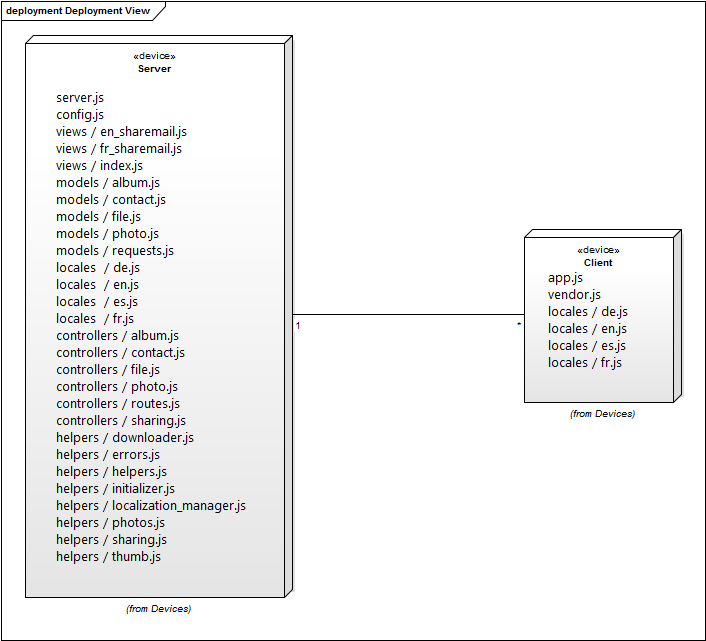 deployment Deployment View
«device»
Server
server.js
config.js
views / en_sharemail.js
views / fr_sharemail.js
views / index.js
models / album.js
models / contact.js
models / file.js
models / photo.js
models / requests.js
locales / de.js
locales / en.js
locales / es.js
locales / fr.js
controllers / album.js
controllers / contact.js
controllers / file.js
controllers / photo.js
controllers / routes.js
controllers / sharing.js
helpers / downloader.js
helpers / errors.js
helpers / helpers.js
helpers / initializer.js
helpers / localization_manager.js
helpers / photos.js
helpers / sharing.js
helpers / thumb.js
(from Devices)
1
*
«device»
Client
app.js
vendor.js
locales / de.js
locales / en.js
locales / es.js
locales / fr.js
(from Devices)